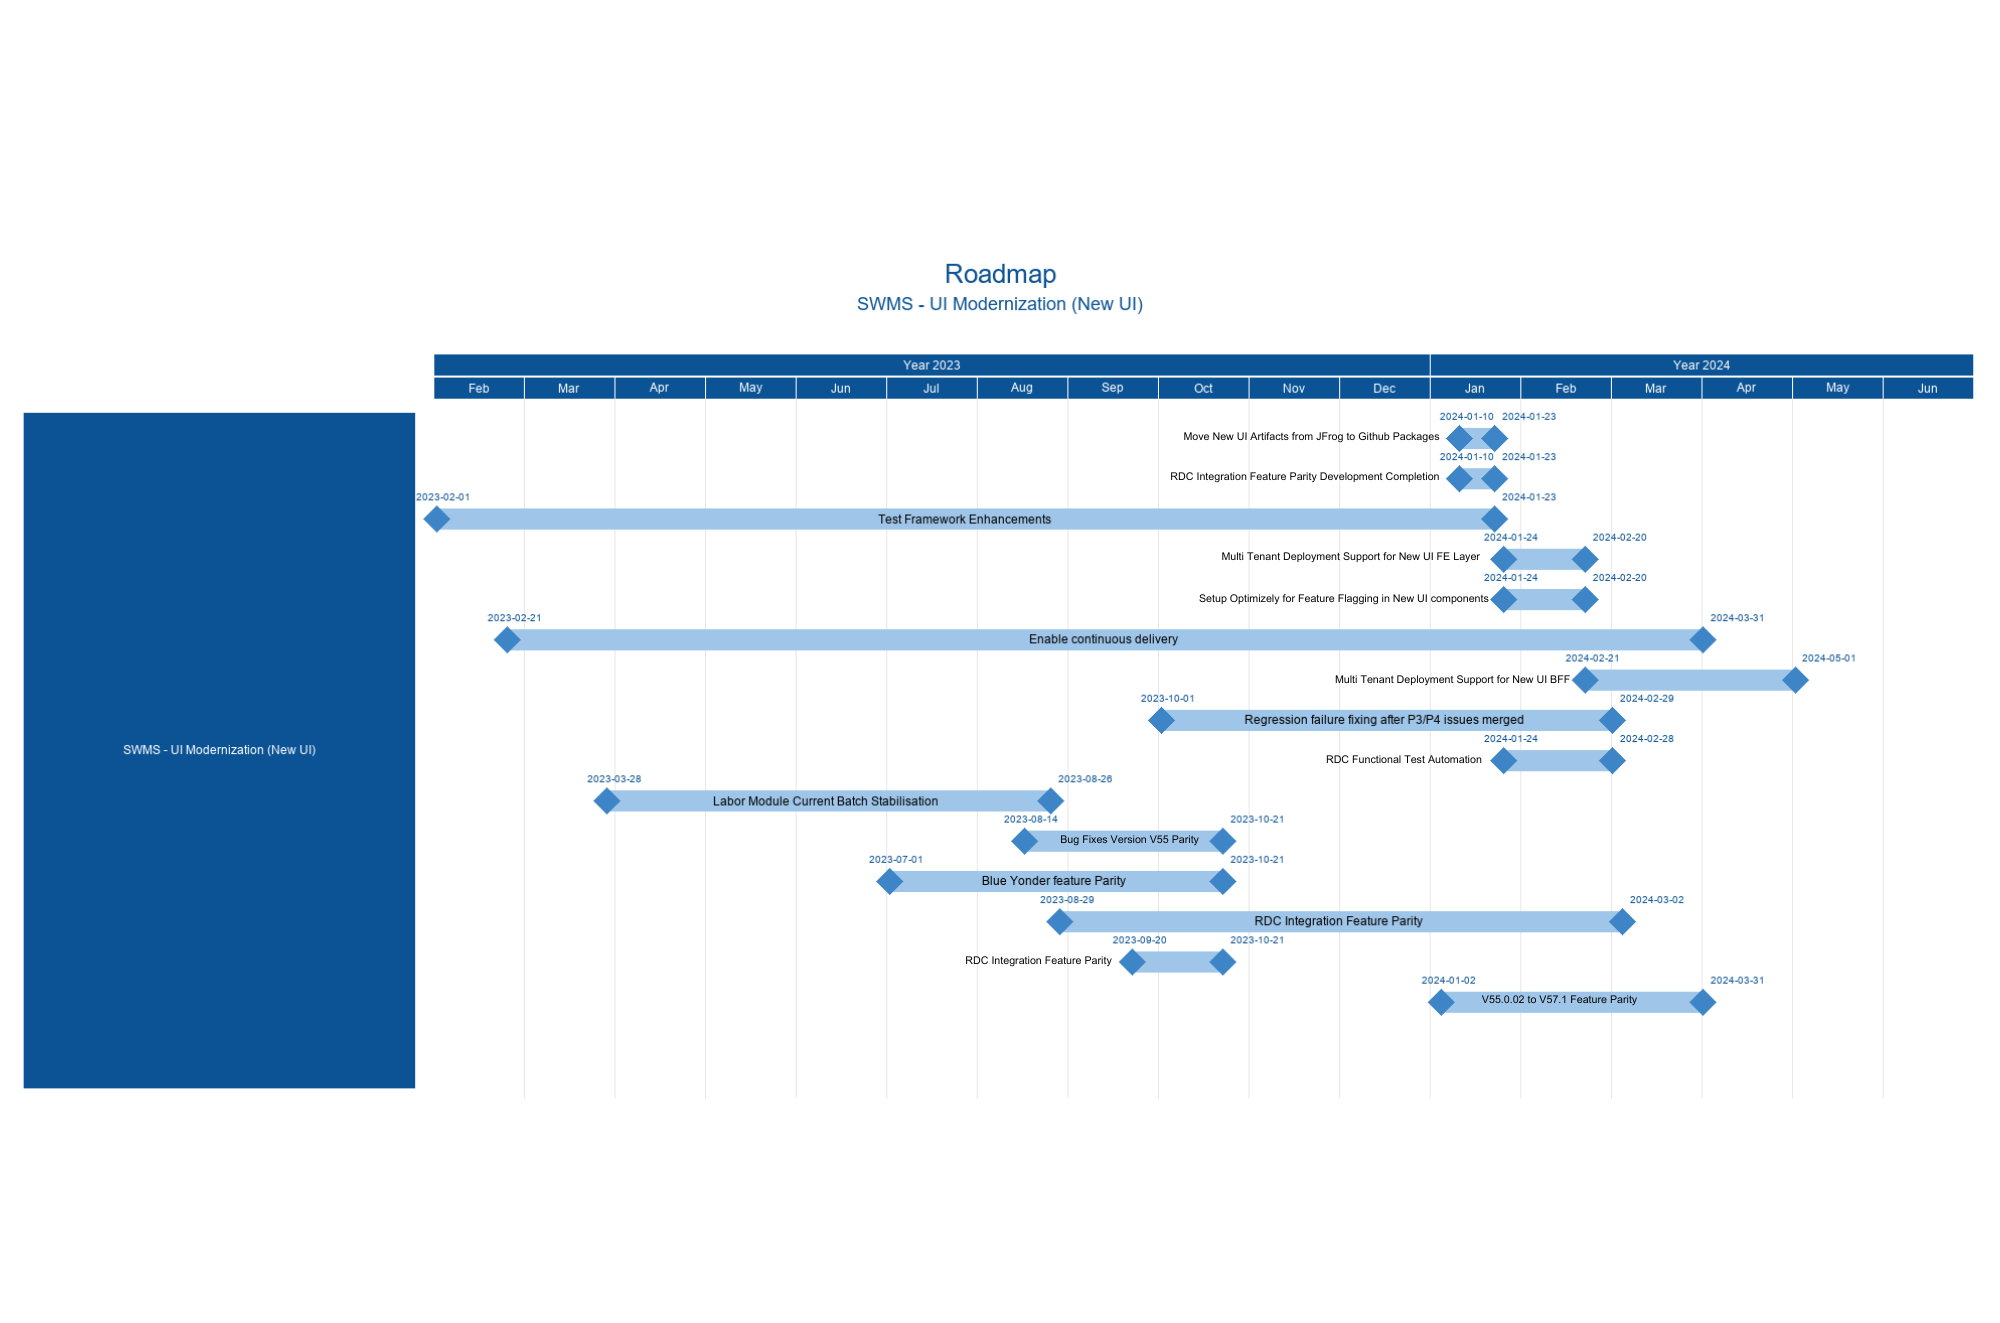 Roadmap
SWMS - UI Modernization (New UI)
Year 2023 Year 2024
Feb Mar Apr May Jun Jul Aug Sep Oct Nov Dec Jan Feb Mar Apr May Jun
SWMS - UI Modernization (New UI)
2024-01-10 2024-01-23
Move New UI Artifacts from JFrog to Github Packages
2024-01-10 2024-01-23
RDC Integration Feature Parity Development Completion
2023-02-01 2024-01-23
Test Framework Enhancements
2024-01-24 2024-02-20
Multi Tenant Deployment Support for New UI FE Layer
2024-01-24 2024-02-20
Setup Optimizely for Feature Flagging in New UI components
2023-02-21 2024-03-31
Enable continuous delivery
2024-02-21 2024-05-01
Multi Tenant Deployment Support for New UI BFF
2023-10-01 2024-02-29
Regression failure fixing after P3/P4 issues merged
2024-01-24 2024-02-28
RDC Functional Test Automation
2023-03-28 2023-08-26
Labor Module Current Batch Stabilisation
2023-08-14 2023-10-21
Bug Fixes Version V55 Parity
2023-07-01 2023-10-21
Blue Yonder feature Parity
2023-08-29 2024-03-02
RDC Integration Feature Parity
2023-09-20 2023-10-21
RDC Integration Feature Parity
2024-01-02 2024-03-31
V55.0.02 to V57.1 Feature Parity